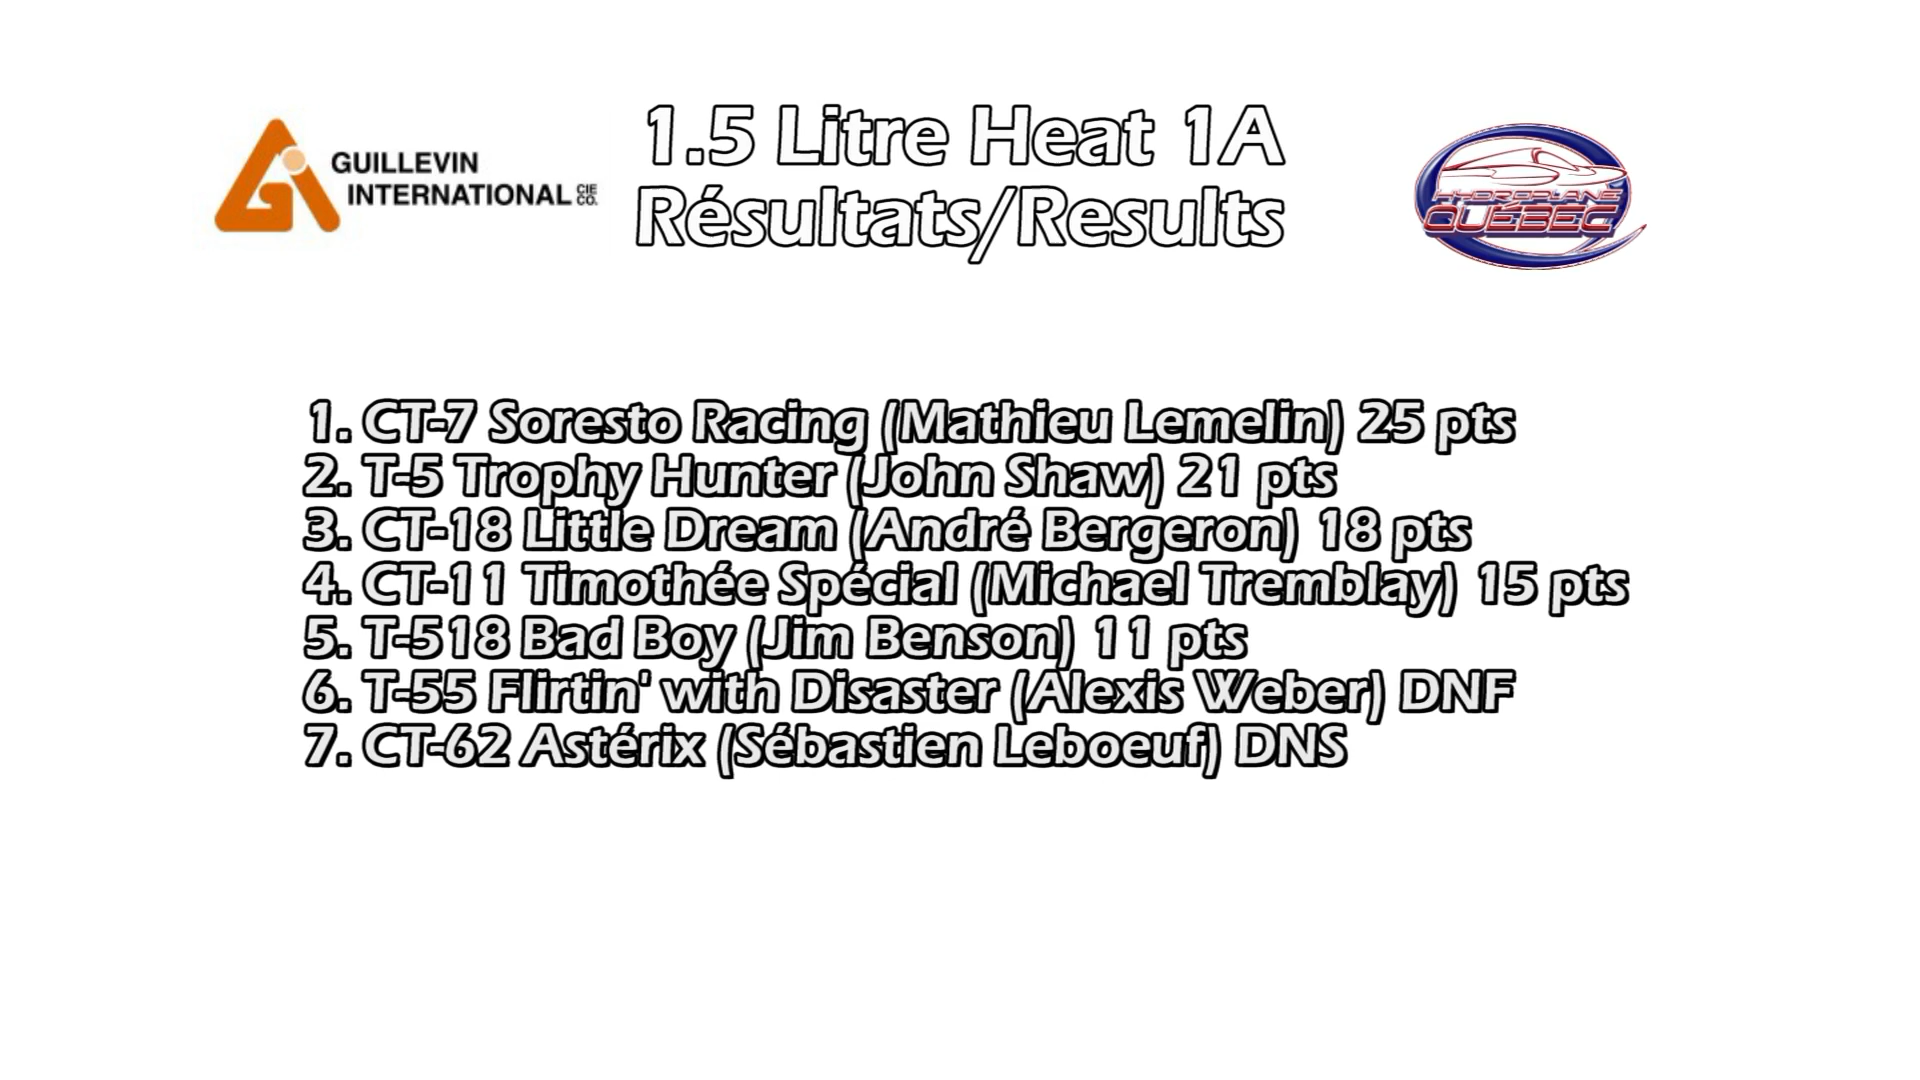 GUILLEVIN
INTERNATIONAL CIE CO.
1.5 Litre Heat 1A
Résultats/Results
HYDROPLANE
QUÉBEC
1. CT-7 Soresto Racing (Mathieu Lemelin) 25 pts
2. T-5 Trophy Hunter (John Shaw) 21 pts
3. CT-18 Little Dream (André Bergeron) 18 pts
4. CT-11 Timothée Spécial (Michael Tremblay) 15 pts
5. T-518 Bad Boy (Jim Benson) 11 pts
6. T-55 Flirtin' with Disaster (Alexis Weber) DNF
7. CT-62 Astérix (Sébastien Leboeuf) DNS